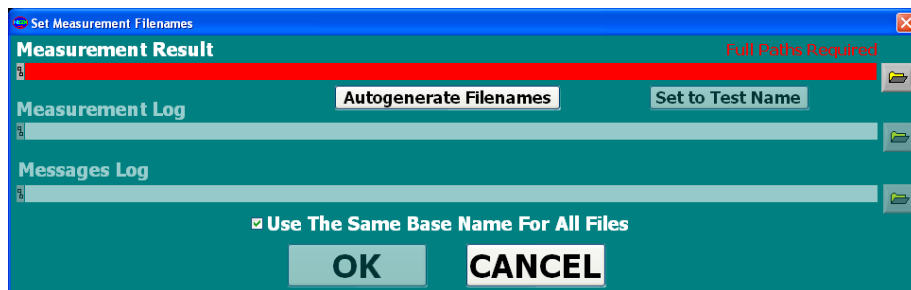 Set Measurement Filenames
Measurement Result Full Paths Required
Autogenerate Filenames Set to Test Name
Measurement Log
Messages Log
Use The Same Base Name For All Files
OK CANCEL